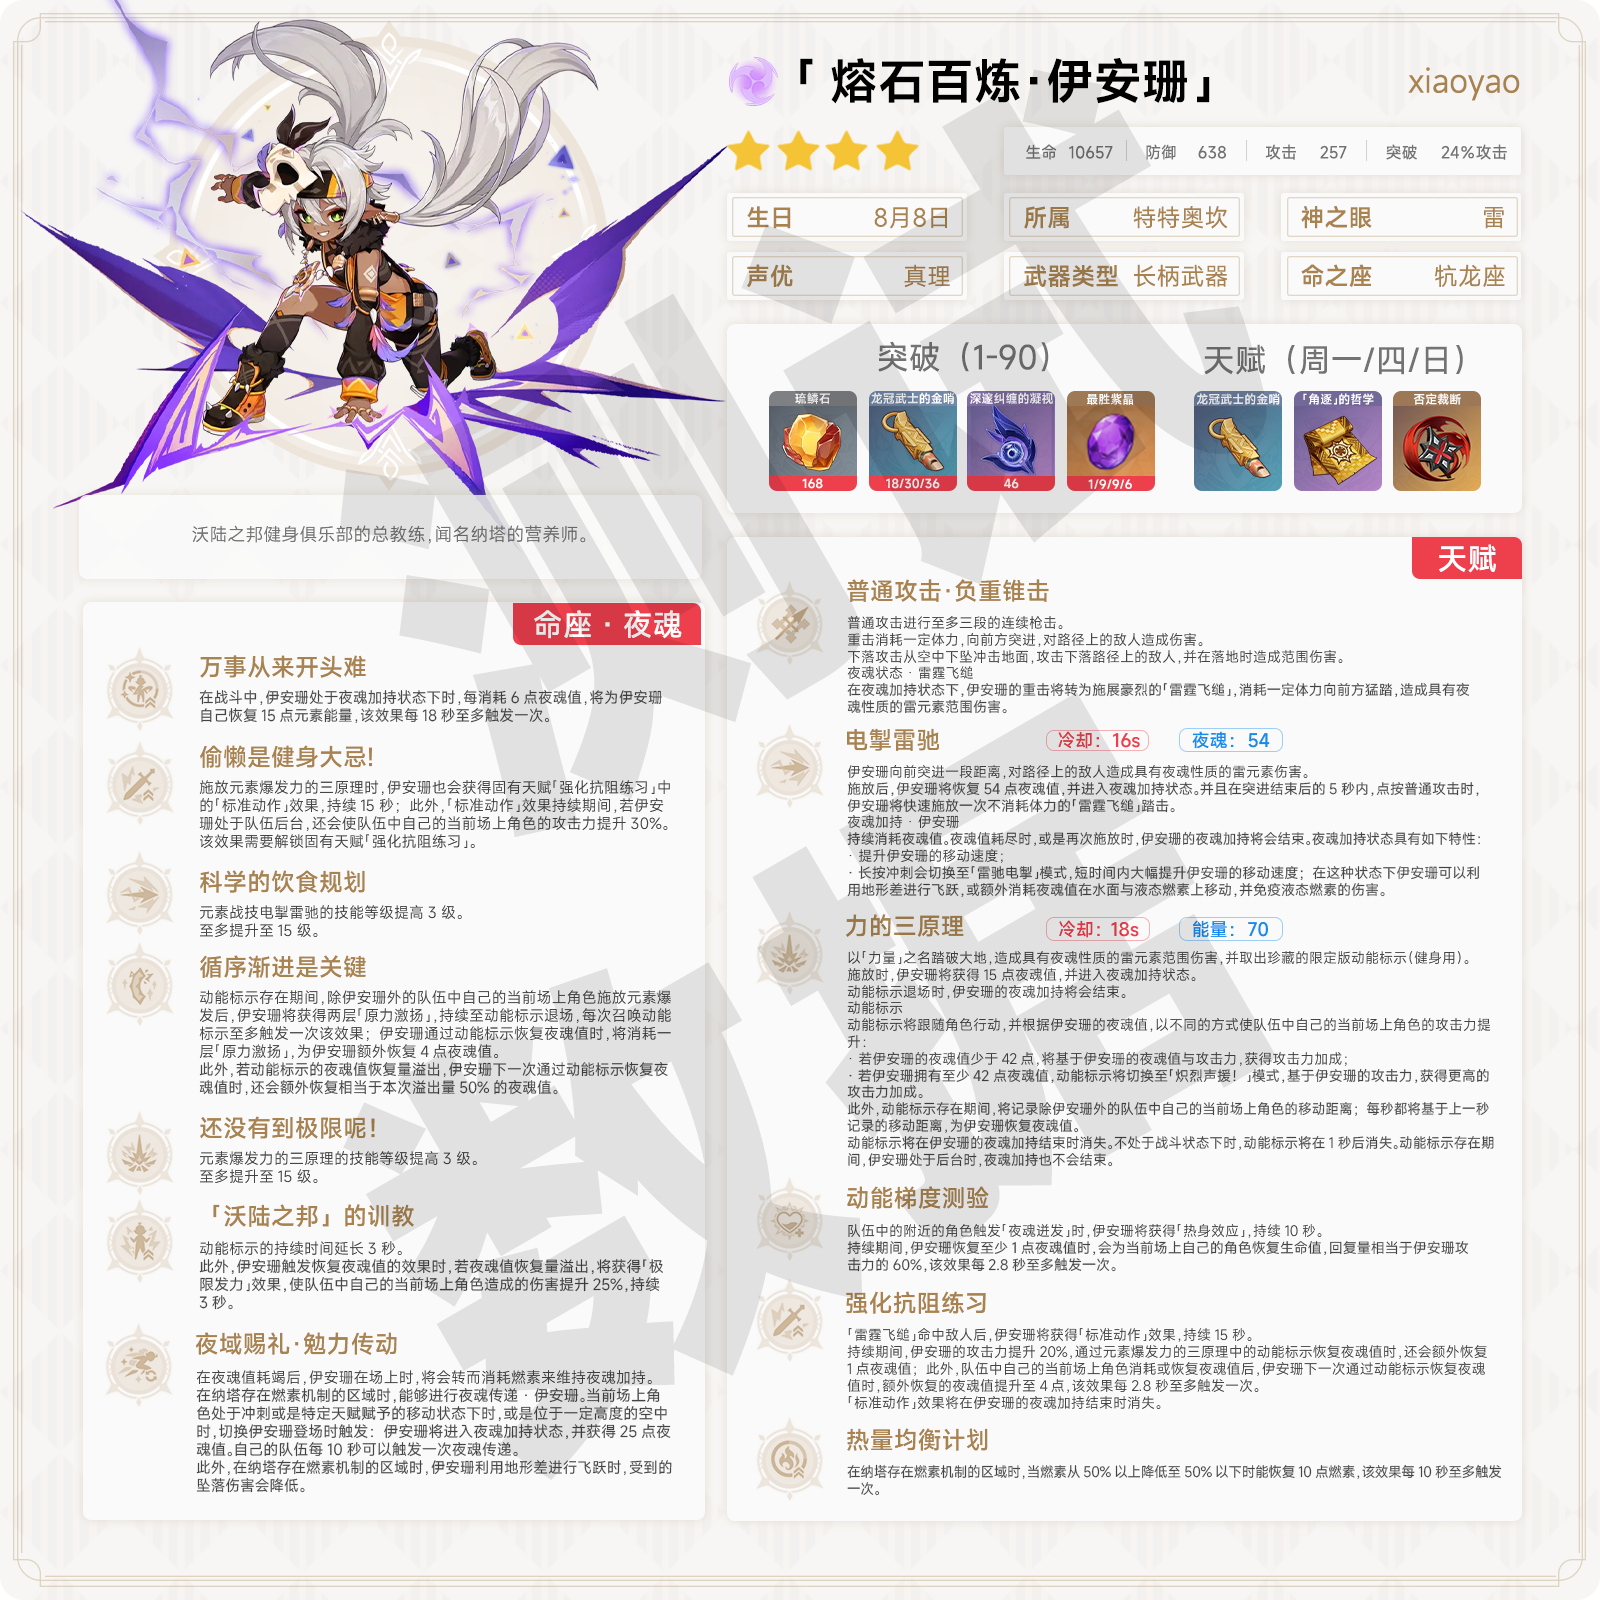 「 熔石百炼·伊安珊」
xiaoyao
生命 10657 防御 638 攻击 257 突破 24%攻击
生日 8月8日
所属 特特奥坎
神之眼 雷
声优 真理
武器类型 长柄武器
命之座 牨龙座
突破（1-90）
天赋（周一/四/日）
琉鳞石
龙冠武士的金哨
深邃纠缠的凝视
最胜紫晶
168
18/30/36
46
1/9/9/6
龙冠武士的金哨
「角逐」的哲学
否定裁断
沃陆之邦健身俱乐部的总教练,闻名纳塔的营养师。
命座 · 夜魂
万事从来开头难
在战斗中,伊安珊处于夜魂加持状态下时,每消耗 6 点夜魂值,将为伊安珊
自己恢复 15 点元素能量,该效果每 18 秒至多触发一次。
偷懒是健身大忌!
施放元素爆发力的三原理时,伊安珊也会获得固有天赋「强化抗阻练习」中
的「标准动作」效果,持续 15 秒；此外,「标准动作」效果持续期间,若伊安
珊处于队伍后台,还会使队伍中自己的当前场上角色的攻击力提升 30%。
该效果需要解锁固有天赋「强化抗阻练习」。
科学的饮食规划
元素战技电掣雷驰的技能等级提高 3 级。
至多提升至 15 级。
循序渐进是关键
动能标示存在期间,除伊安珊外的队伍中自己的当前场上角色施放元素爆
发后,伊安珊将获得两层「原力激扬」,持续至动能标示退场,每次召唤动能
标示至多触发一次该效果；伊安珊通过动能标示恢复夜魂值时,将消耗一
层「原力激扬」,为伊安珊额外恢复 4 点夜魂值。
此外,若动能标示的夜魂值恢复量溢出,伊安珊下一次通过动能标示恢复夜
魂值时,还会额外恢复相当于本次溢出量 50% 的夜魂值。
还没有到极限呢!
元素爆发力的三原理的技能等级提高 3 级。
至多提升至 15 级。
「沃陆之邦」的训教
动能标示的持续时间延长 3 秒。
此外,伊安珊触发恢复夜魂值的效果时,若夜魂值恢复量溢出,将获得「极
限发力」效果,使队伍中自己的当前场上角色造成的伤害提升 25%,持续
3 秒。
夜域赐礼·勉力传动
在夜魂值耗竭后,伊安珊在场上时,将会转而消耗燃素来维持夜魂加持。
在纳塔存在燃素机制的区域时,能够进行夜魂传递 · 伊安珊。当前场上角
色处于冲刺或是特定天赋赋予的移动状态下时,或是位于一定高度的空中
时,切换伊安珊登场时触发：伊安珊将进入夜魂加持状态,并获得 25 点夜
魂值。自己的队伍每 10 秒可以触发一次夜魂传递。
此外,在纳塔存在燃素机制的区域时,伊安珊利用地形差进行飞跃时,受到的
坠落伤害会降低。
天赋
普通攻击·负重锥击
普通攻击进行至多三段的连续枪击。
重击消耗一定体力,向前方突进,对路径上的敌人造成伤害。
下落攻击从空中下坠冲击地面,攻击下落路径上的敌人,并在落地时造成范围伤害。
夜魂状态 · 雷霆飞缒
在夜魂加持状态下,伊安珊的重击将转为施展豪烈的「雷霆飞缒」,消耗一定体力向前方猛踏,造成具有夜
魂性质的雷元素范围伤害。
电掣雷驰
冷却：16s
夜魂：54
伊安珊向前突进一段距离,对路径上的敌人造成具有夜魂性质的雷元素伤害。
施放后,伊安珊将恢复 54 点夜魂值,并进入夜魂加持状态。并且在突进结束后的 5 秒内,点按普通攻击时,
伊安珊将快速施放一次不消耗体力的「雷霆飞缒」踏击。
夜魂加持 · 伊安珊
持续消耗夜魂值。夜魂值耗尽时,或是再次施放时,伊安珊的夜魂加持将会结束。夜魂加持状态具有如下特性：
· 提升伊安珊的移动速度；
· 长按冲刺会切换至「雷驰电掣」模式,短时间内大幅提升伊安珊的移动速度；在这种状态下伊安珊可以利
用地形差进行飞跃,或额外消耗夜魂值在水面与液态燃素上移动,并免疫液态燃素的伤害。
力的三原理
冷却：18s
能量：70
以「力量」之名踏破大地,造成具有夜魂性质的雷元素范围伤害,并取出珍藏的限定版动能标示(健身用)。
施放时,伊安珊将获得 15 点夜魂值,并进入夜魂加持状态。
动能标示退场时,伊安珊的夜魂加持将会结束。
动能标示
动能标示将跟随角色行动,并根据伊安珊的夜魂值,以不同的方式使队伍中自己的当前场上角色的攻击力提
升：
· 若伊安珊的夜魂值少于 42 点,将基于伊安珊的夜魂值与攻击力,获得攻击力加成；
· 若伊安珊拥有至少 42 点夜魂值,动能标示将切换至「炽烈声援！」模式,基于伊安珊的攻击力,获得更高的
攻击力加成。
此外,动能标示存在期间,将记录除伊安珊外的队伍中自己的当前场上角色的移动距离；每秒都将基于上一秒
记录的移动距离,为伊安珊恢复夜魂值。
动能标示将在伊安珊的夜魂加持结束时消失。不处于战斗状态下时,动能标示将在 1 秒后消失。动能标示存在期
间,伊安珊处于后台时,夜魂加持也不会结束。
动能梯度测验
队伍中的附近的角色触发「夜魂迸发」时,伊安珊将获得「热身效应」,持续 10 秒。
持续期间,伊安珊恢复至少 1 点夜魂值时,会为当前场上自己的角色恢复生命值,回复量相当于伊安珊攻
击力的 60%,该效果每 2.8 秒至多触发一次。
强化抗阻练习
「雷霆飞缒」命中敌人后,伊安珊将获得「标准动作」效果,持续 15 秒。
持续期间,伊安珊的攻击力提升 20%,通过元素爆发力的三原理中的动能标示恢复夜魂值时,还会额外恢复
1 点夜魂值；此外,队伍中自己的当前场上角色消耗或恢复夜魂值后,伊安珊下一次通过动能标示恢复夜魂
值时,额外恢复的夜魂值提升至 4 点,该效果每 2.8 秒至多触发一次。
「标准动作」效果将在伊安珊的夜魂加持结束时消失。
热量均衡计划
在纳塔存在燃素机制的区域时,当燃素从 50% 以上降低至 50% 以下时能恢复 10 点燃素,该效果每 10 秒至多触发
一次。
测试
数据